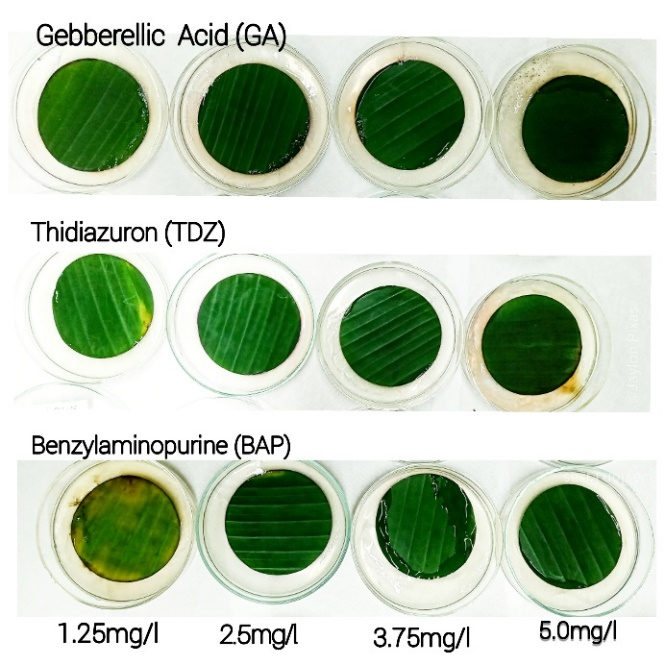 Gebberellic Acid (GA)
Thidiazuron (TDZ)
Benzylaminopurine (BAP)
1.25mg/l 2.5mg/l 3.75mg/l 5.0mg/l